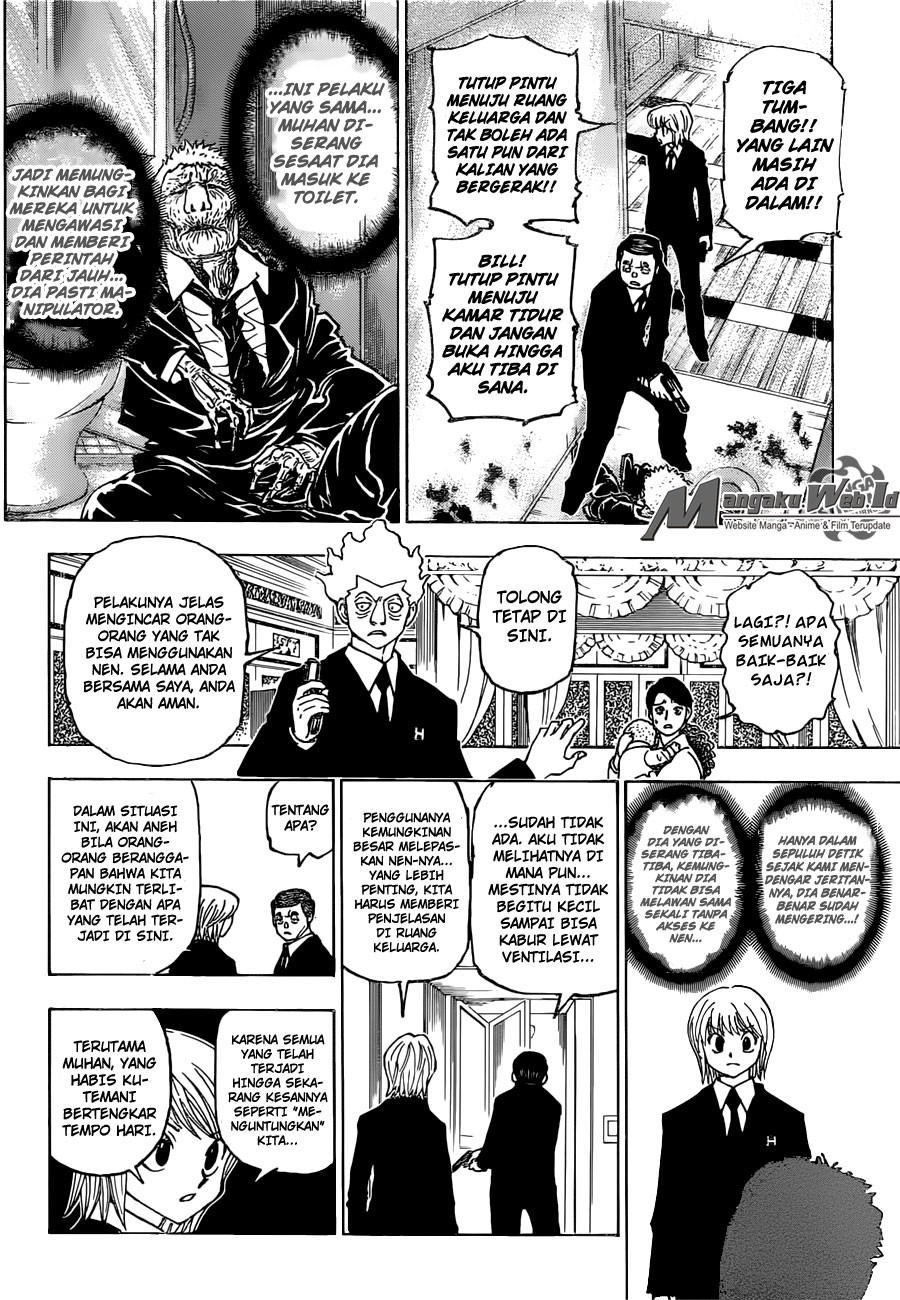 TIGA
TUM-
BANG!!
YANG LAIN
MASIH
ADA DI
DALAM!!
TUTUP PINTU
MENUJU RUANG
KELUARGA DAN
TAK BOLEH ADA
SATU PUN DARI
KALIAN YANG
BERGERAK!!
BILL!
TUTUP PINTU
MENUJU
KAMAR TIDUR
DAN JANGAN
BUKA HINGGA
AKU TIBA DI
SANA.
...INI PELAKU
YANG SAMA...
MUHAN DI-
SERANG
SESAAT DIA
MASUK KE
TOILET.
JADI MEMUNG-
KINKAN BAGI
MEREKA UNTUK
MENGAWASI
DAN MEMBERI
PERINTAH
DARI JAUH...
DIA PASTI MA-
NIPULATOR.
Mangaku Web.Id
Website Manga - Anime & Film Terupdate
LAGI?! APA
SEMUANYA
BAIK-BAIK
SAJA?!
TOLONG
TETAP DI
SINI.
PELAKUNYA JELAS
MENGINCAR ORANG-
ORANG YANG TAK
BISA MENGGUNAKAN
NEN. SELAMA ANDA
BERSAMA SAYA, ANDA
AKAN AMAN.
H
HANYA DALAM
SEPULUH DETIK
SEJAK KAMI MEN-
DENGAR JERITAN-
NYA, DIA BENAR-
BENAR SUDAH
MENGERING...!
DENGAN
DIA YANG DI-
SERANG TIBA-
TIBA, KEMUNG-
KINAN DIA
TIDAK BISA
MELAWAN SAMA
SEKALI TANPA
AKSES KE
NEN...
H
...SUDAH TIDAK
ADA. AKU TIDAK
MELIHATNYA DI
MANA PUN...
MESTINYA TIDAK
BEGITU KECIL
SAMPAI BISA
KABUR LEWAT
VENTILASI...
PENGGUNANYA
KEMUNGKINAN
BESAR MELEPAS-
KAN NEN-NYA...
YANG LEBIH
PENTING, KITA
HARUS MEMBERI
PENJELASAN
DI RUANG
KELUARGA.
TENTANG
APA?
DALAM SITUASI
INI, AKAN ANEH
BILA ORANG-
ORANG BERANGGA-
PAN BAHWA KITA
MUNGKIN TERLI-
BAT DENGAN APA
YANG TELAH TER-
JADI DI SINI.
KARENA SEMUA
YANG TELAH
TERJADI
HINGGA SEKA-
RANG KESANNYA
SEPERTI "ME-
NGUNTUNGKAN"
KITA...
TERUTAMA
MUHAN, YANG
HABIS KU-
TEMANI
BERTENGKAR
TEMPO HARI.